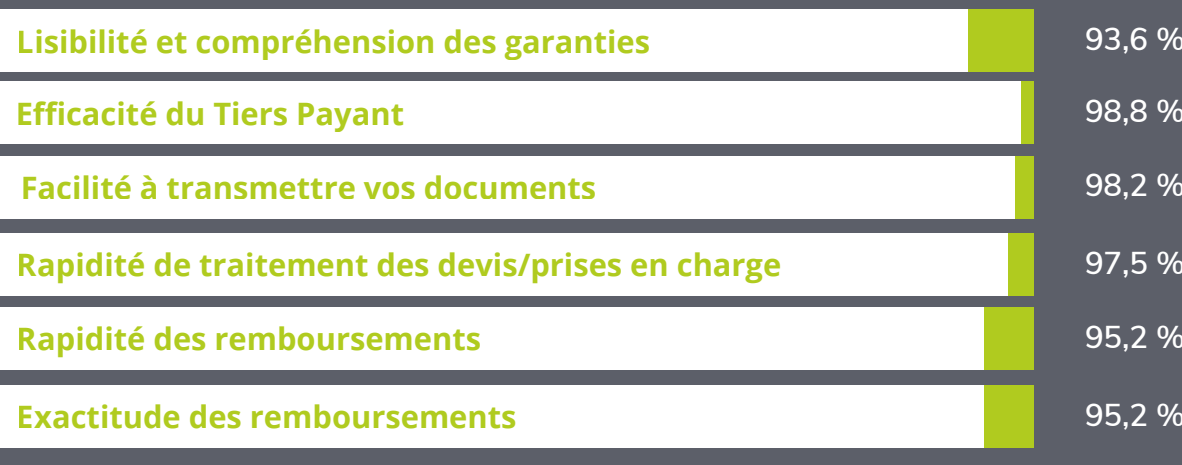 Lisibilité et compréhension des garanties 93,6 %
Efficacité du Tiers Payant 98,8 %
Facilité à transmettre vos documents 98,2 %
Rapidité de traitement des devis/prises en charge 97,5 %
Rapidité des remboursements 95,2 %
Exactitude des remboursements 95,2 %